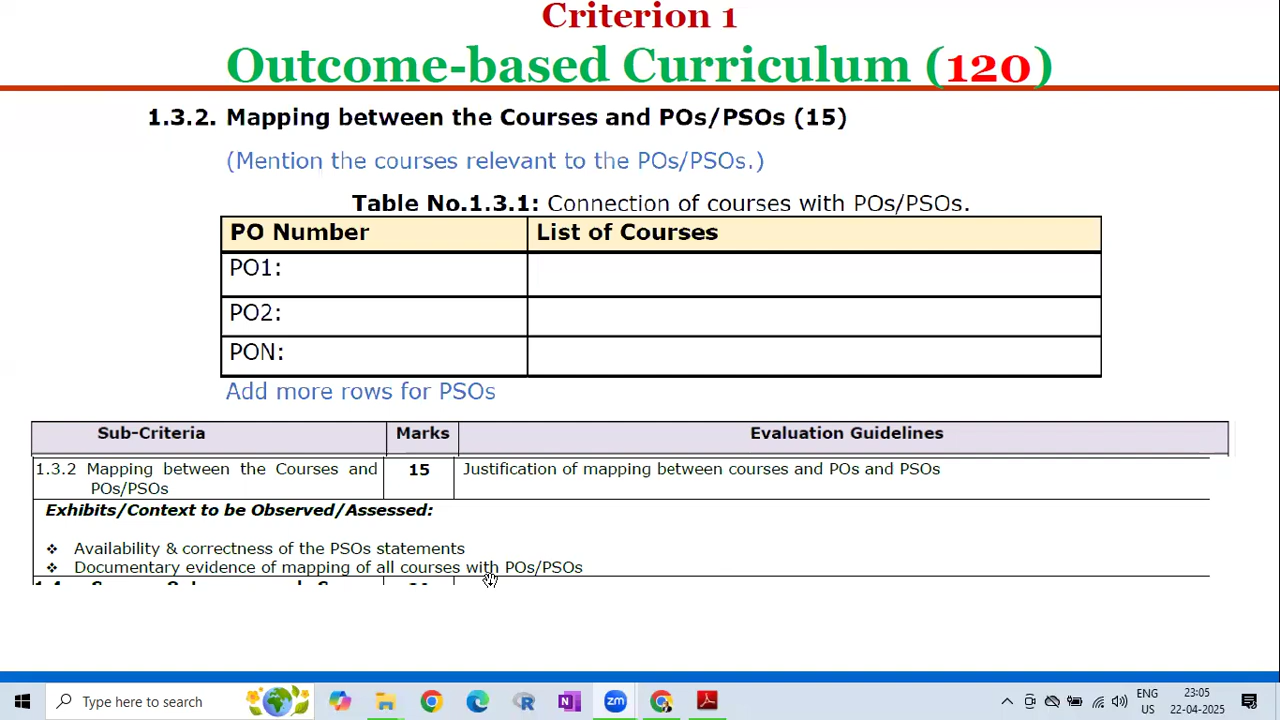 Criterion 1
Outcome-based Curriculum (120)
1.3.2. Mapping between the Courses and POs/PSOs (15)
(Mention the courses relevant to the POs/PSOs.)
Table No.1.3.1: Connection of courses with POs/PSOs.
PO Number List of Courses
PO1:
PO2:
PON:
Add more rows for PSOs
Sub-Criteria Marks Evaluation Guidelines
1.3.2 Mapping between the Courses and 15 Justification of mapping between courses and POs and PSOs
POs/PSOs
Exhibits/Context to be Observed/Assessed:
❖ Availability & correctness of the PSOs statements
❖ Documentary evidence of mapping of all courses with POs/PSOs
Type here to search
zm
ENG
US
23:05
22-04-2025